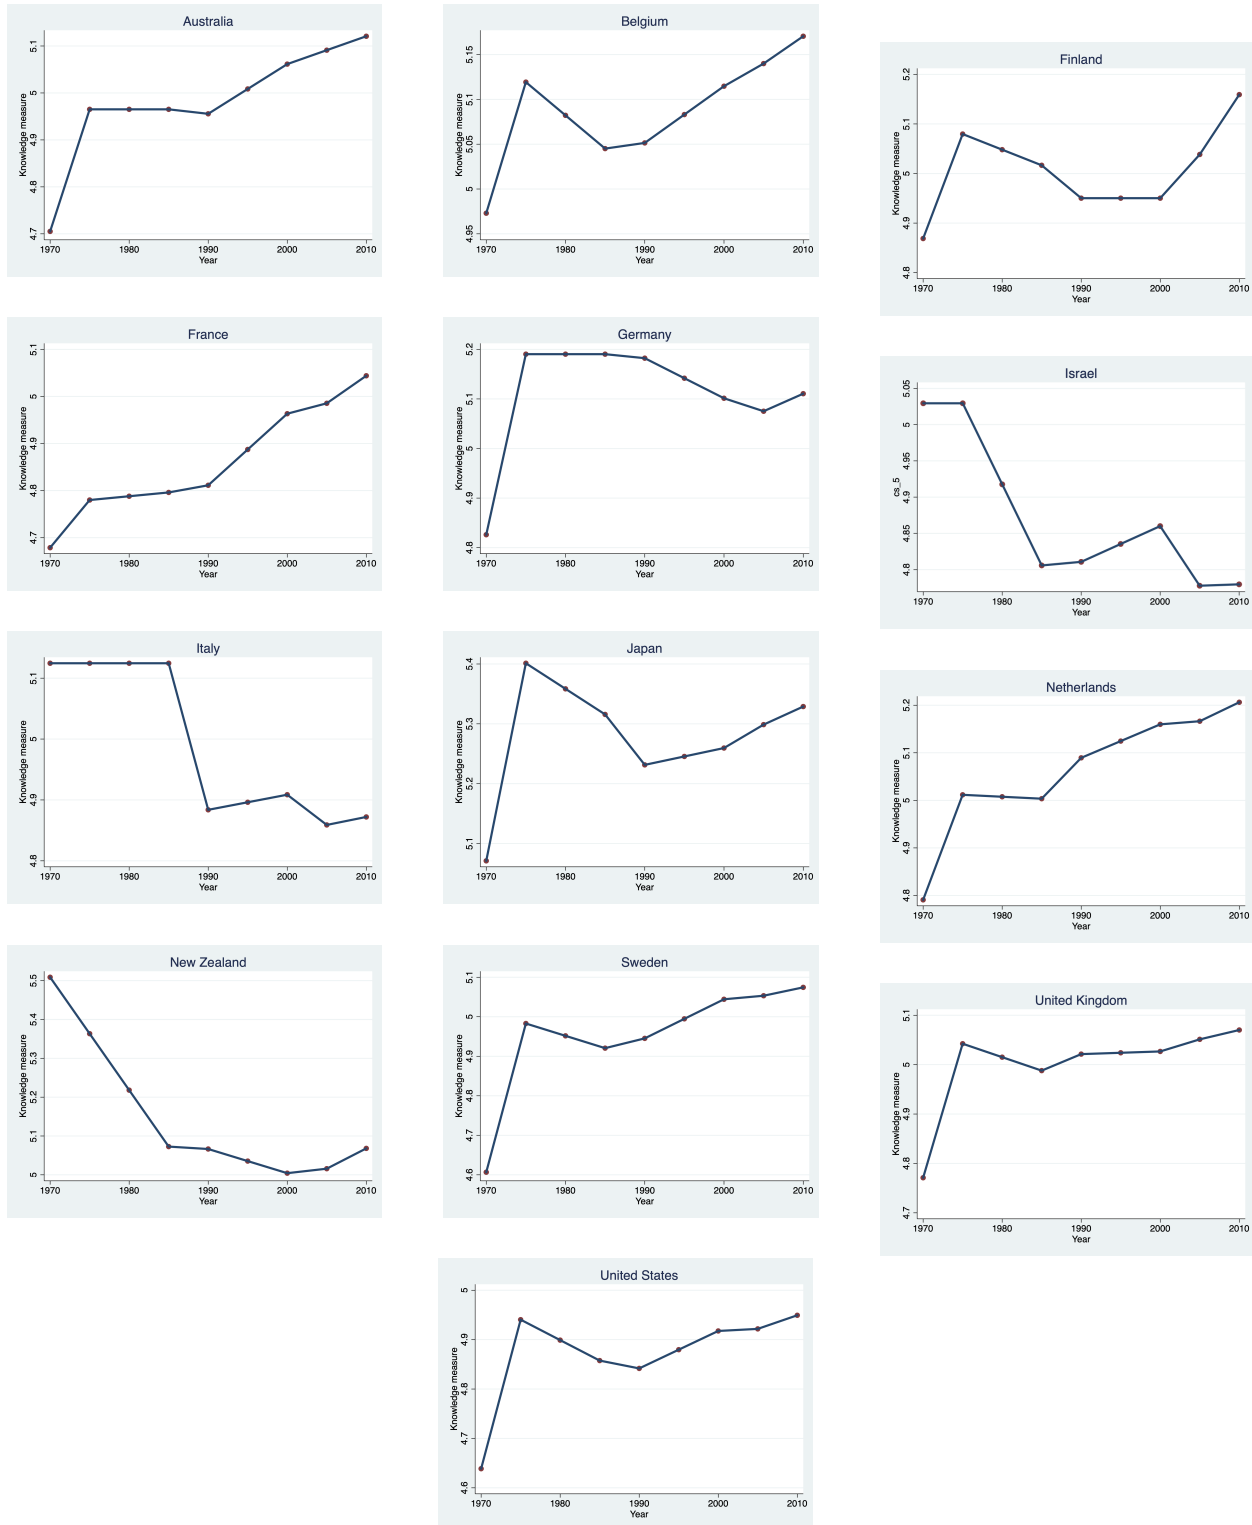 Australia
Knowledge measure
5.1
5
4.9
4.8
4.7
1970 1980 1990 2000 2010
Year
Belgium
Knowledge measure
5.15
5.1
5.05
5
4.95
1970 1980 1990 2000 2010
Year
Finland
Knowledge measure
5.2
5.1
5
4.9
4.8
1970 1980 1990 2000 2010
Year
France
Knowledge measure
5.1
5
4.9
4.8
4.7
1970 1980 1990 2000 2010
Year
Germany
Knowledge measure
5.2
5.1
5
4.9
4.8
1970 1980 1990 2000 2010
Year
Israel
cs_5
5.05
5
4.95
4.9
4.85
4.8
1970 1980 1990 2000 2010
Year
Italy
Knowledge measure
5.1
5
4.9
4.8
1970 1980 1990 2000 2010
Year
Japan
Knowledge measure
5.4
5.3
5.2
5.1
1970 1980 1990 2000 2010
Year
Netherlands
Knowledge measure
5.2
5.1
5
4.9
4.8
1970 1980 1990 2000 2010
Year
New Zealand
Knowledge measure
5.5
5.4
5.3
5.2
5.1
5
1970 1980 1990 2000 2010
Year
Sweden
Knowledge measure
5.1
5
4.9
4.8
4.7
4.6
1970 1980 1990 2000 2010
Year
United Kingdom
Knowledge measure
5.1
5
4.9
4.8
4.7
1970 1980 1990 2000 2010
Year
United States
Knowledge measure
5
4.9
4.8
4.7
4.6
1970 1980 1990 2000 2010
Year